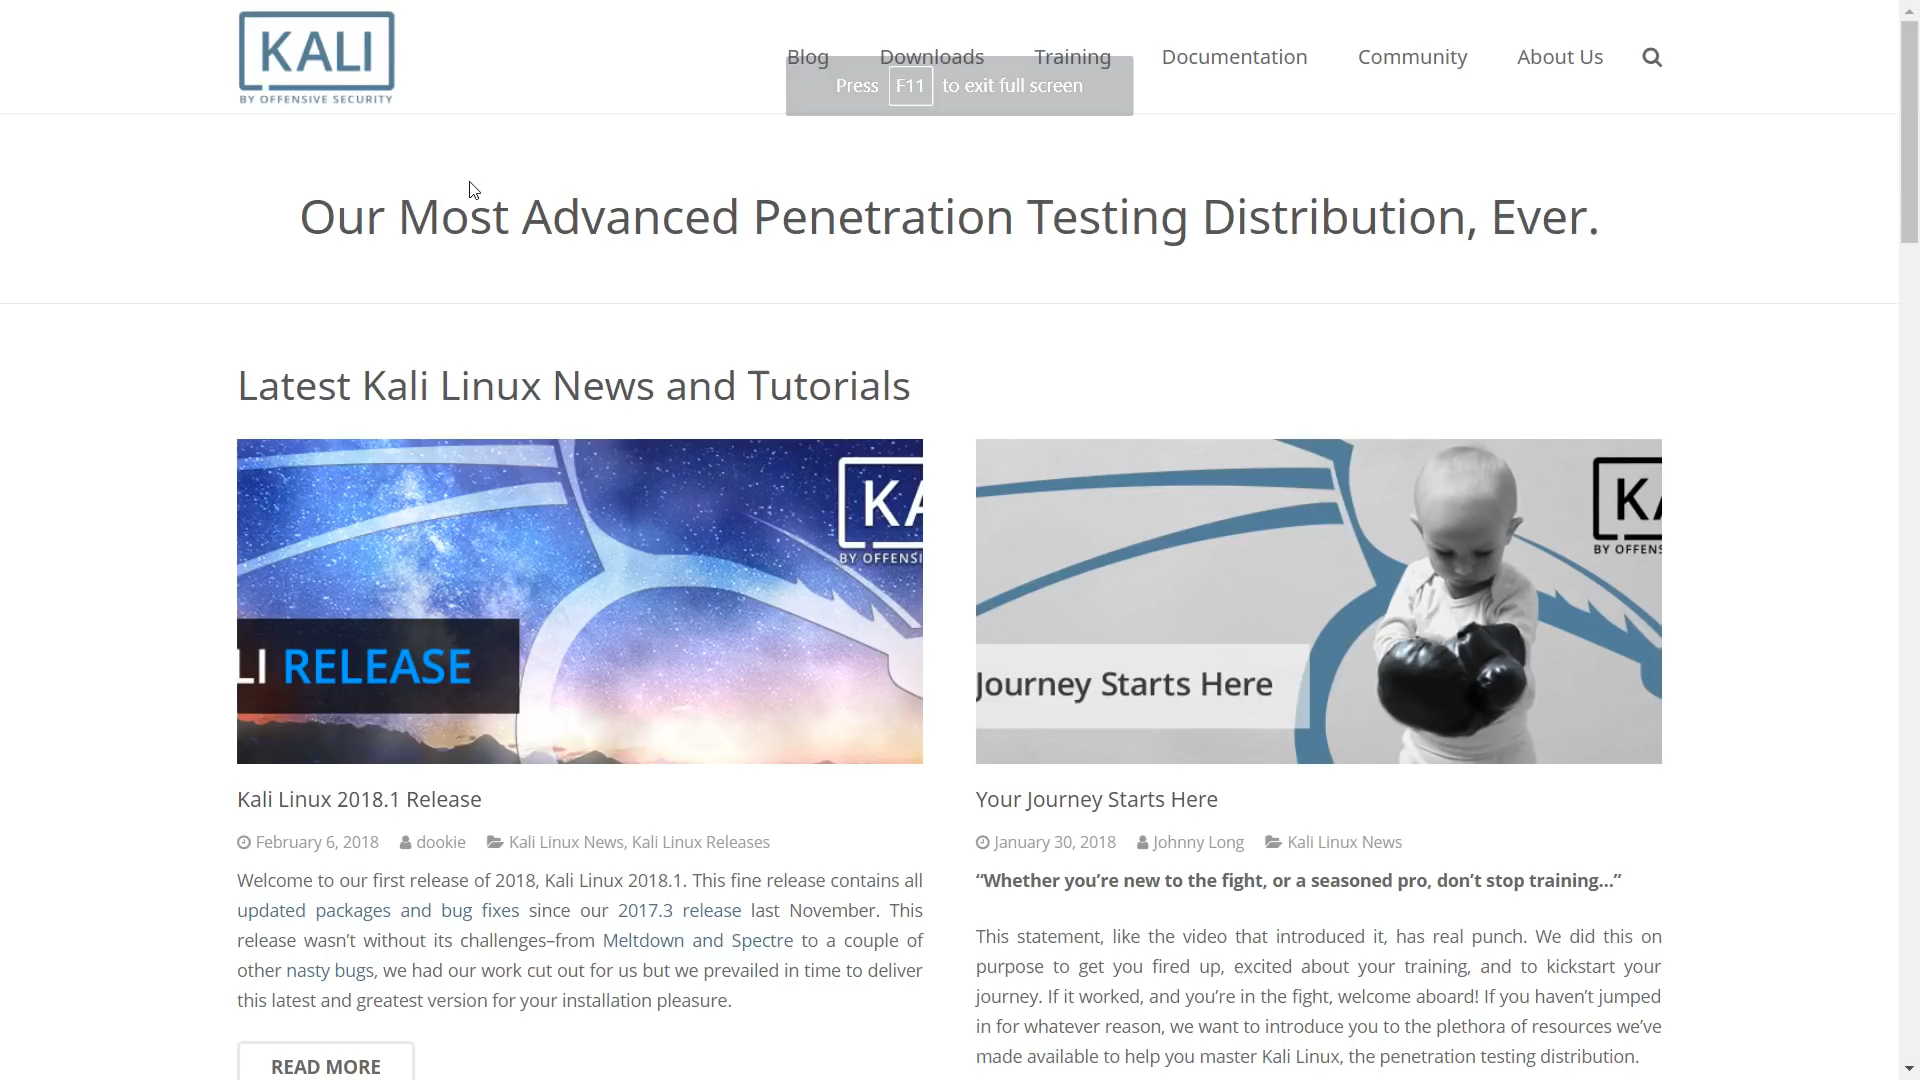 KALI
BY OFFENSIVE SECURITY
Blog Downloads Training Documentation Community About Us
Press F11 to exit full screen
Our Most Advanced Penetration Testing Distribution, Ever.
Latest Kali Linux News and Tutorials
KA
BY OFFENS
LI RELEASE
KA
BY OFFENS
Journey Starts Here
Kali Linux 2018.1 Release
February 6, 2018 dookie Kali Linux News, Kali Linux Releases
Welcome to our first release of 2018, Kali Linux 2018.1. This fine release contains all
updated packages and bug fixes since our 2017.3 release last November. This
release wasn’t without its challenges–from Meltdown and Spectre to a couple of
other nasty bugs, we had our work cut out for us but we prevailed in time to deliver
this latest and greatest version for your installation pleasure.
READ MORE
Your Journey Starts Here
January 30, 2018 Johnny Long Kali Linux News
“Whether you’re new to the fight, or a seasoned pro, don’t stop training…”
This statement, like the video that introduced it, has real punch. We did this on
purpose to get you fired up, excited about your training, and to kickstart your
journey. If it worked, and you’re in the fight, welcome aboard! If you haven’t jumped
in for whatever reason, we want to introduce you to the plethora of resources we’ve
made available to help you master Kali Linux, the penetration testing distribution.